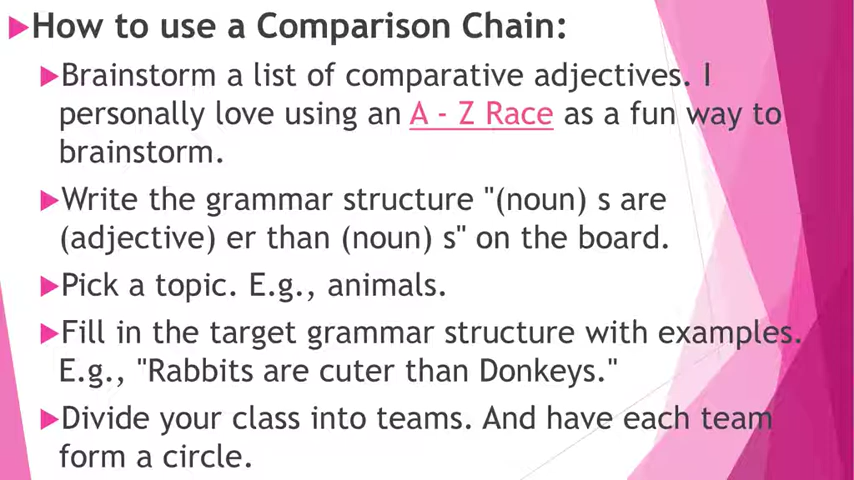 How to use a Comparison Chain:
Brainstorm a list of comparative adjectives. I
personally love using an A - Z Race as a fun way to
brainstorm.
Write the grammar structure "(noun) s are
(adjective) er than (noun) s" on the board.
Pick a topic. E.g., animals.
Fill in the target grammar structure with examples.
E.g., "Rabbits are cuter than Donkeys."
Divide your class into teams. And have each team
form a circle.